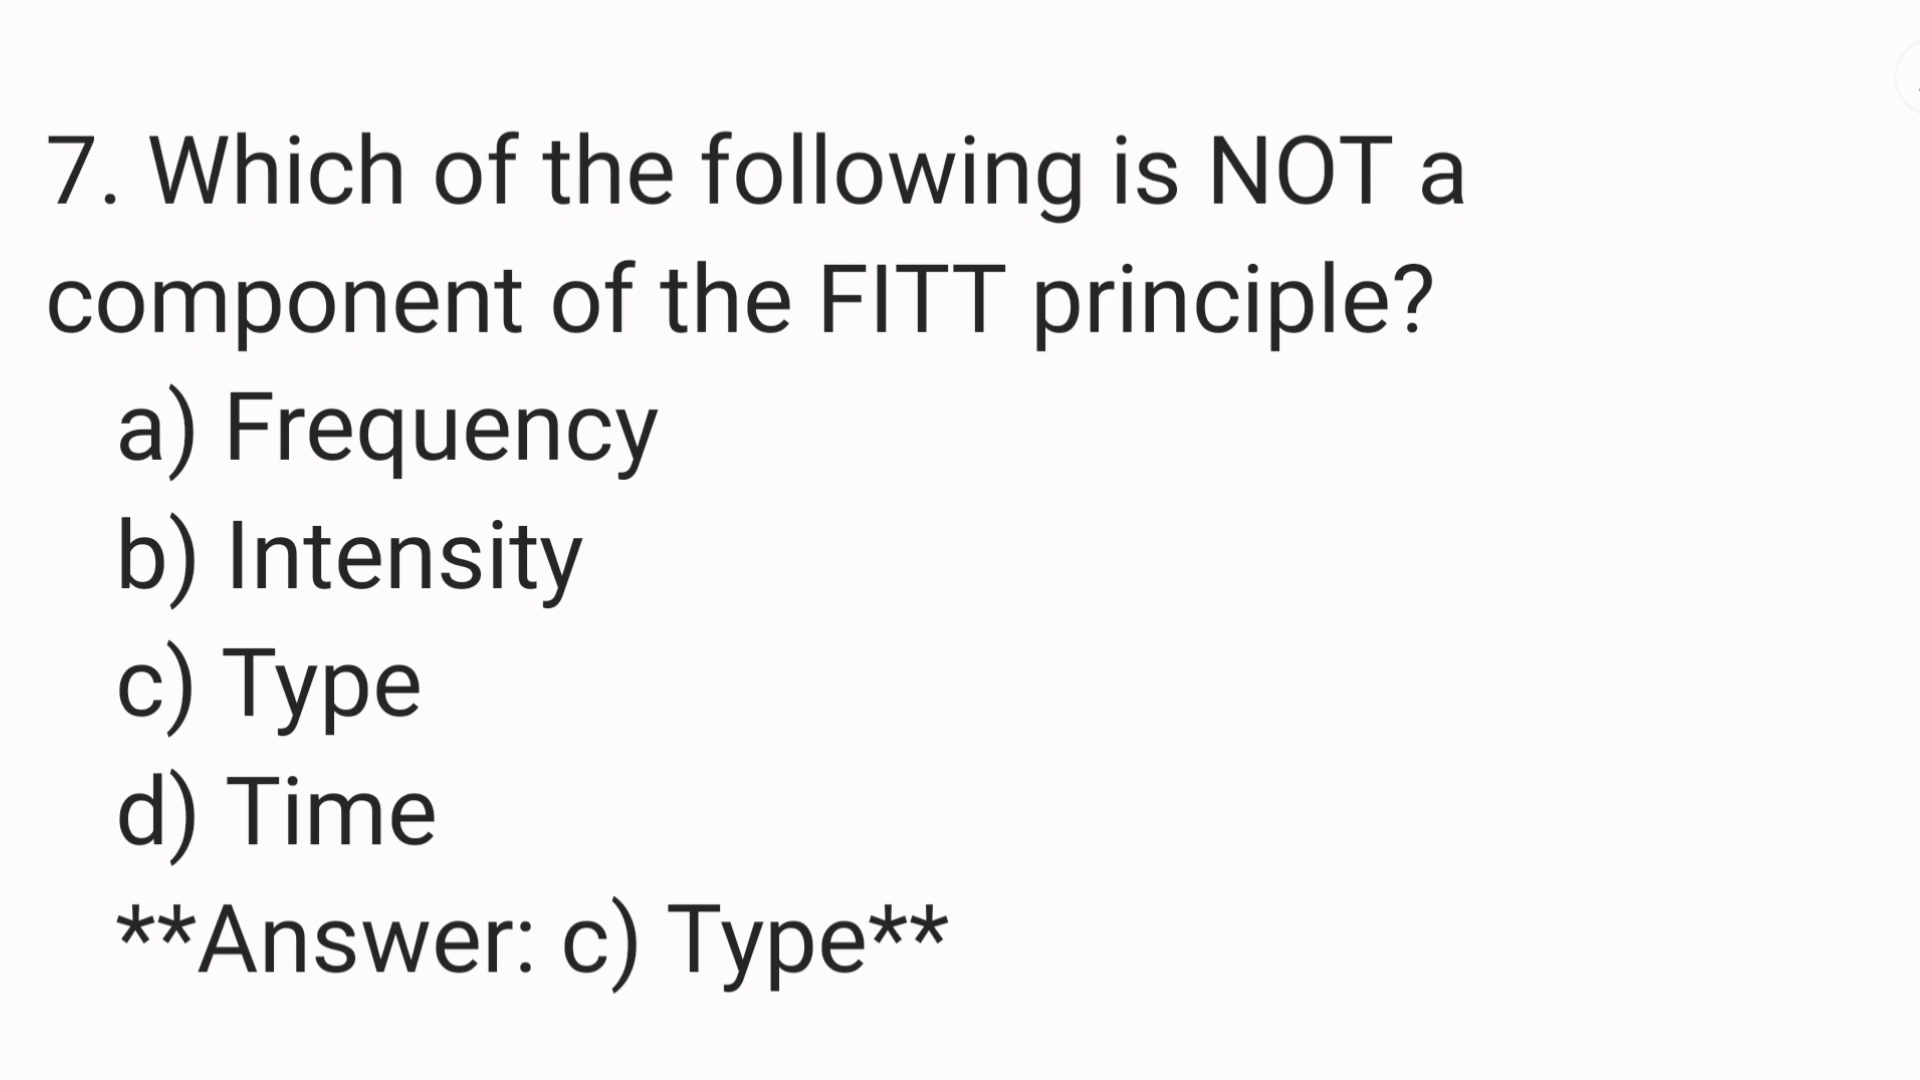 7. Which of the following is NOT a
component of the FITT principle?
a) Frequency
b) Intensity
c) Type
d) Time
**Answer: c) Type**